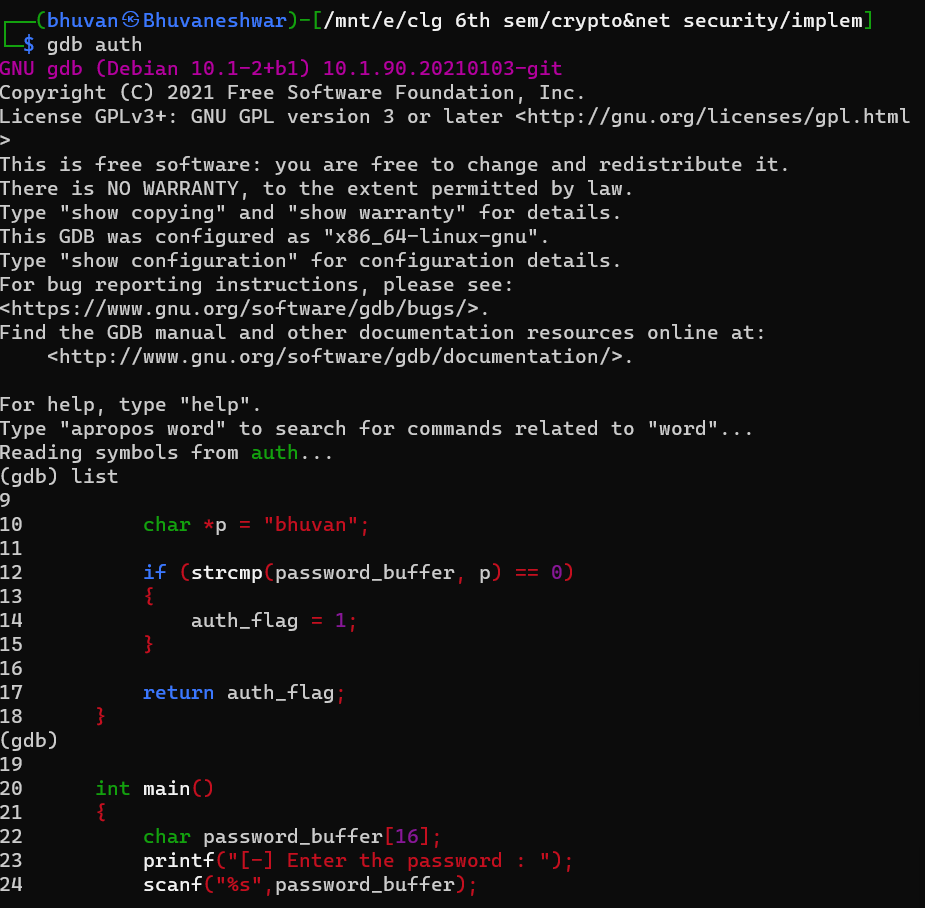 ┌──(bhuvan㉿Bhuvaneshwar)-[/mnt/e/clg 6th sem/crypto&net security/implem]
└─$ gdb auth
GNU gdb (Debian 10.1-2+b1) 10.1.90.20210103-git
Copyright (C) 2021 Free Software Foundation, Inc.
License GPLv3+: GNU GPL version 3 or later <http://gnu.org/licenses/gpl.html
>
This is free software: you are free to change and redistribute it.
There is NO WARRANTY, to the extent permitted by law.
Type "show copying" and "show warranty" for details.
This GDB was configured as "x86_64-linux-gnu".
Type "show configuration" for configuration details.
For bug reporting instructions, please see:
<https://www.gnu.org/software/gdb/bugs/>.
Find the GDB manual and other documentation resources online at:
    <http://www.gnu.org/software/gdb/documentation/>.

For help, type "help".
Type "apropos word" to search for commands related to "word"...
Reading symbols from auth...
(gdb) list
9
10          char *p = "bhuvan";
11
12          if (strcmp(password_buffer, p) == 0)
13          {
14              auth_flag = 1;
15          }
16
17          return auth_flag;
18      }
(gdb)
19
20      int main()
21      {
22          char password_buffer[16];
23          printf("[-] Enter the password : ");
24          scanf("%s",password_buffer);